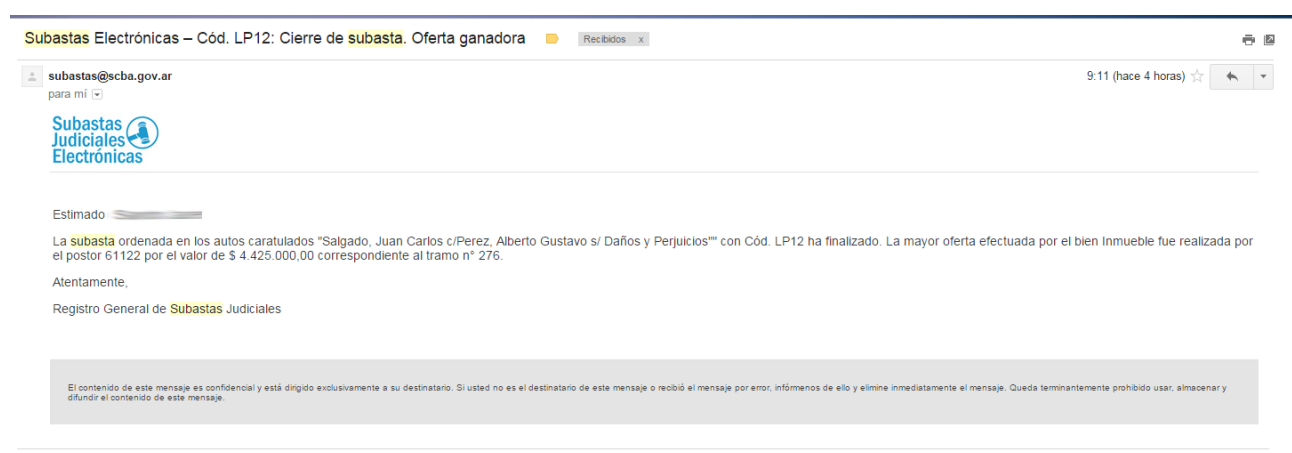 Subastas Electrónicas – Cód. LP12: Cierre de subasta. Oferta ganadora
Recibidos x
subastas@scba.gov.ar
9:11 (hace 4 horas)
para mí
Subastas
Judiciales
Electrónicas
Estimado
La subasta ordenada en los autos caratulados "Salgado, Juan Carlos c/Perez, Alberto Gustavo s/ Daños y Perjuicios"" con Cód. LP12 ha finalizado. La mayor oferta efectuada por el bien Inmueble fue realizada por
el postor 61122 por el valor de $ 4.425.000,00 correspondiente al tramo n° 276.
Atentamente,
Registro General de Subastas Judiciales
El contenido de este mensaje es confidencial y está dirigido exclusivamente a su destinatario. Si usted no es el destinatario de este mensaje o recibió el mensaje por error, infórmenos de ello y elimine inmediatamente el mensaje. Queda terminantemente prohibido usar, almacenar y
difundir el contenido de este mensaje.